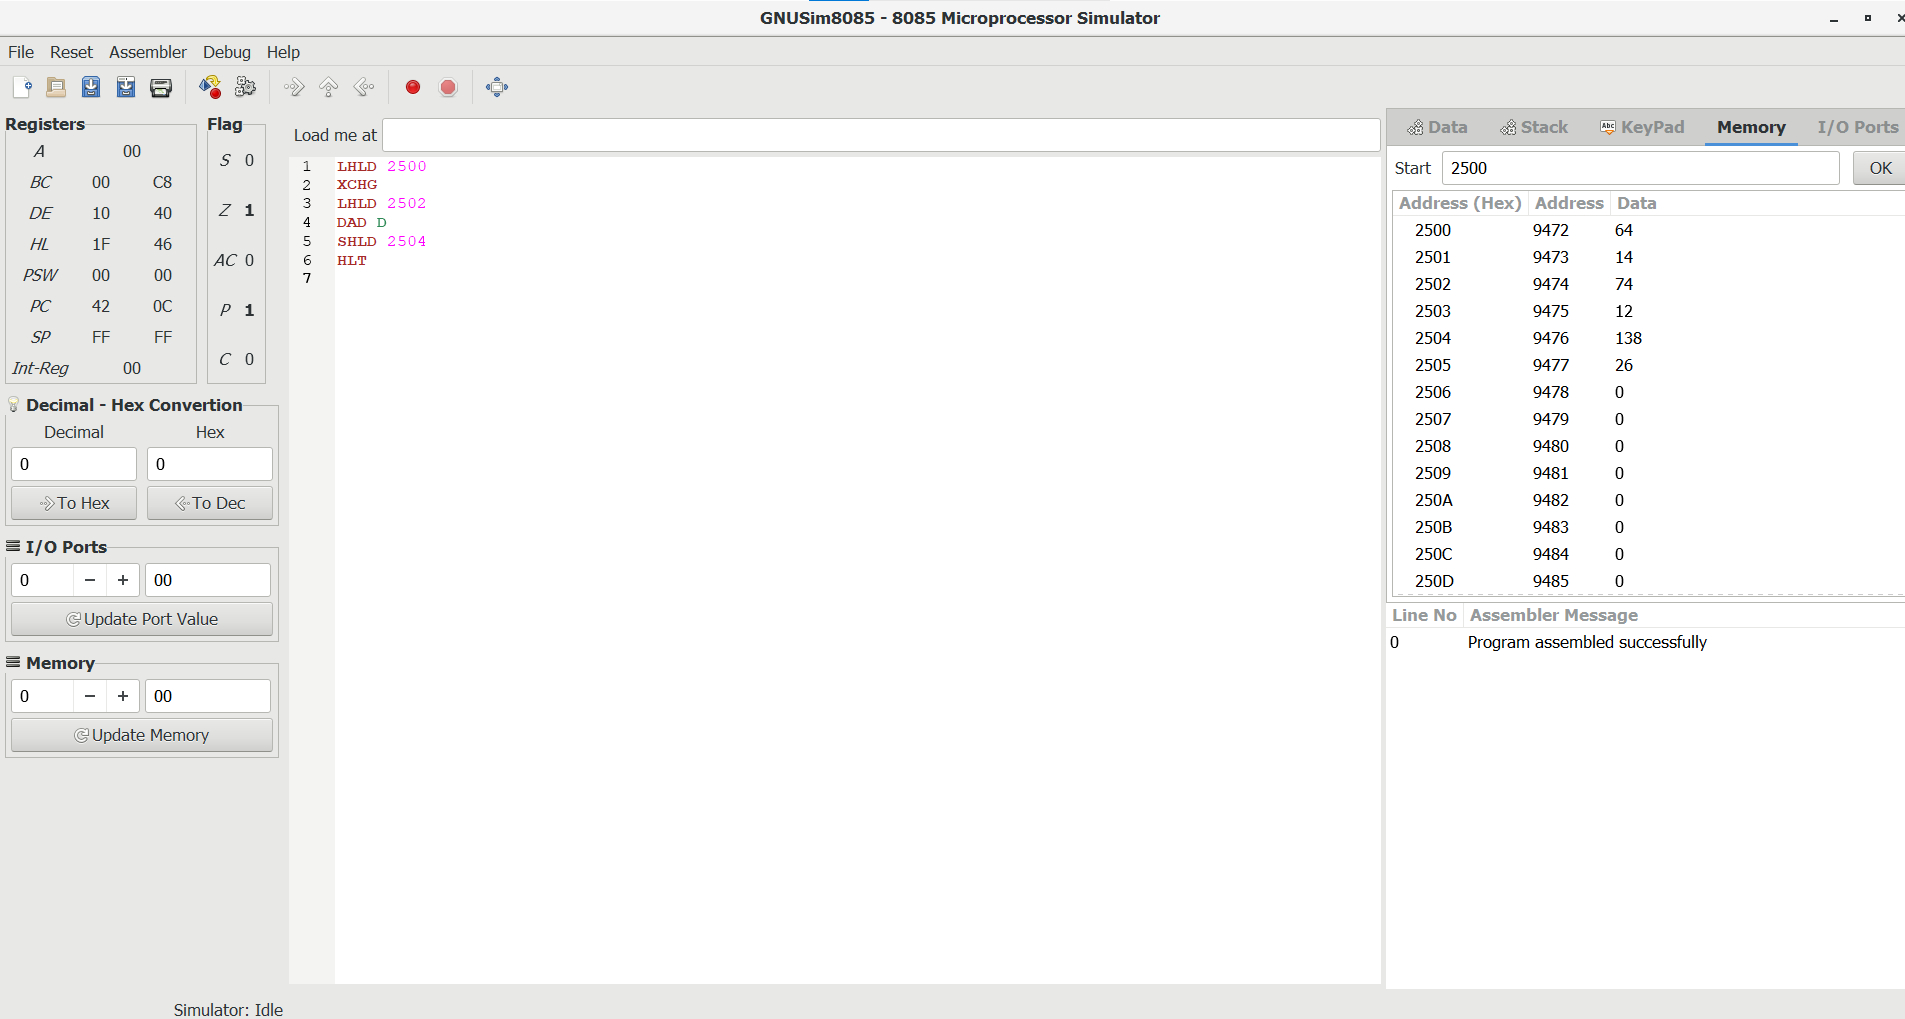 GNUSim8085 - 8085 Microprocessor Simulator
File Reset Assembler Debug Help
Registers
A 00
BC 00 C8
DE 10 40
HL 1F 46
PSW 00 00
PC 42 0C
SP FF FF
Int-Reg 00
Flag
S 0
Z 1
AC 0
P 1
C 0
Decimal - Hex Convertion
Decimal Hex
0 0
To Hex To Dec
I/O Ports
0 − + 00
Update Port Value
Memory
0 − + 00
Update Memory
Load me at
1 LHLD 2500
2 XCHG
3 LHLD 2502
4 DAD D
5 SHLD 2504
6 HLT
7
Data Stack Abc KeyPad Memory I/O Ports
Start 2500 OK
Address (Hex) Address Data
2500 9472 64
2501 9473 14
2502 9474 74
2503 9475 12
2504 9476 138
2505 9477 26
2506 9478 0
2507 9479 0
2508 9480 0
2509 9481 0
250A 9482 0
250B 9483 0
250C 9484 0
250D 9485 0
Line No Assembler Message
0 Program assembled successfully
Simulator: Idle